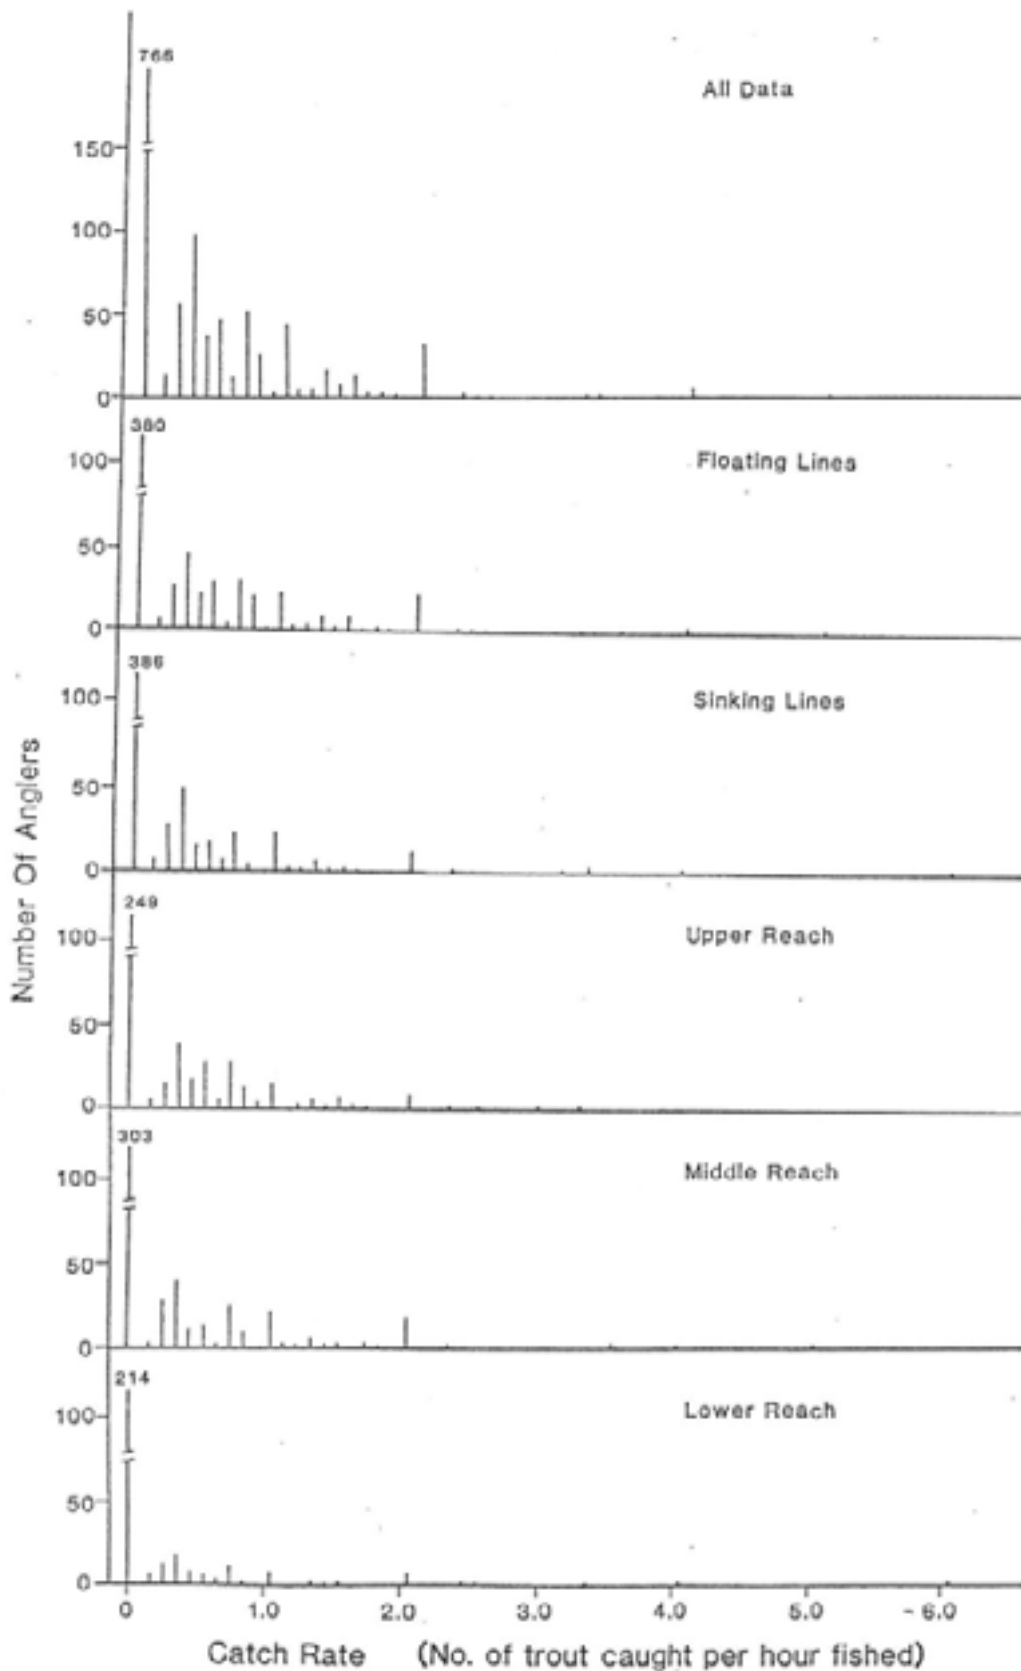 766
All Data
150
100
50
0
380
Floating Lines
100
50
0
386
Sinking Lines
100
50
0
249
Upper Reach
100
50
0
303
Middle Reach
100
50
0
214
Lower Reach
100
50
0
Number Of Anglers
0 1.0 2.0 3.0 4.0 5.0 ~6.0
Catch Rate (No. of trout caught per hour fished)